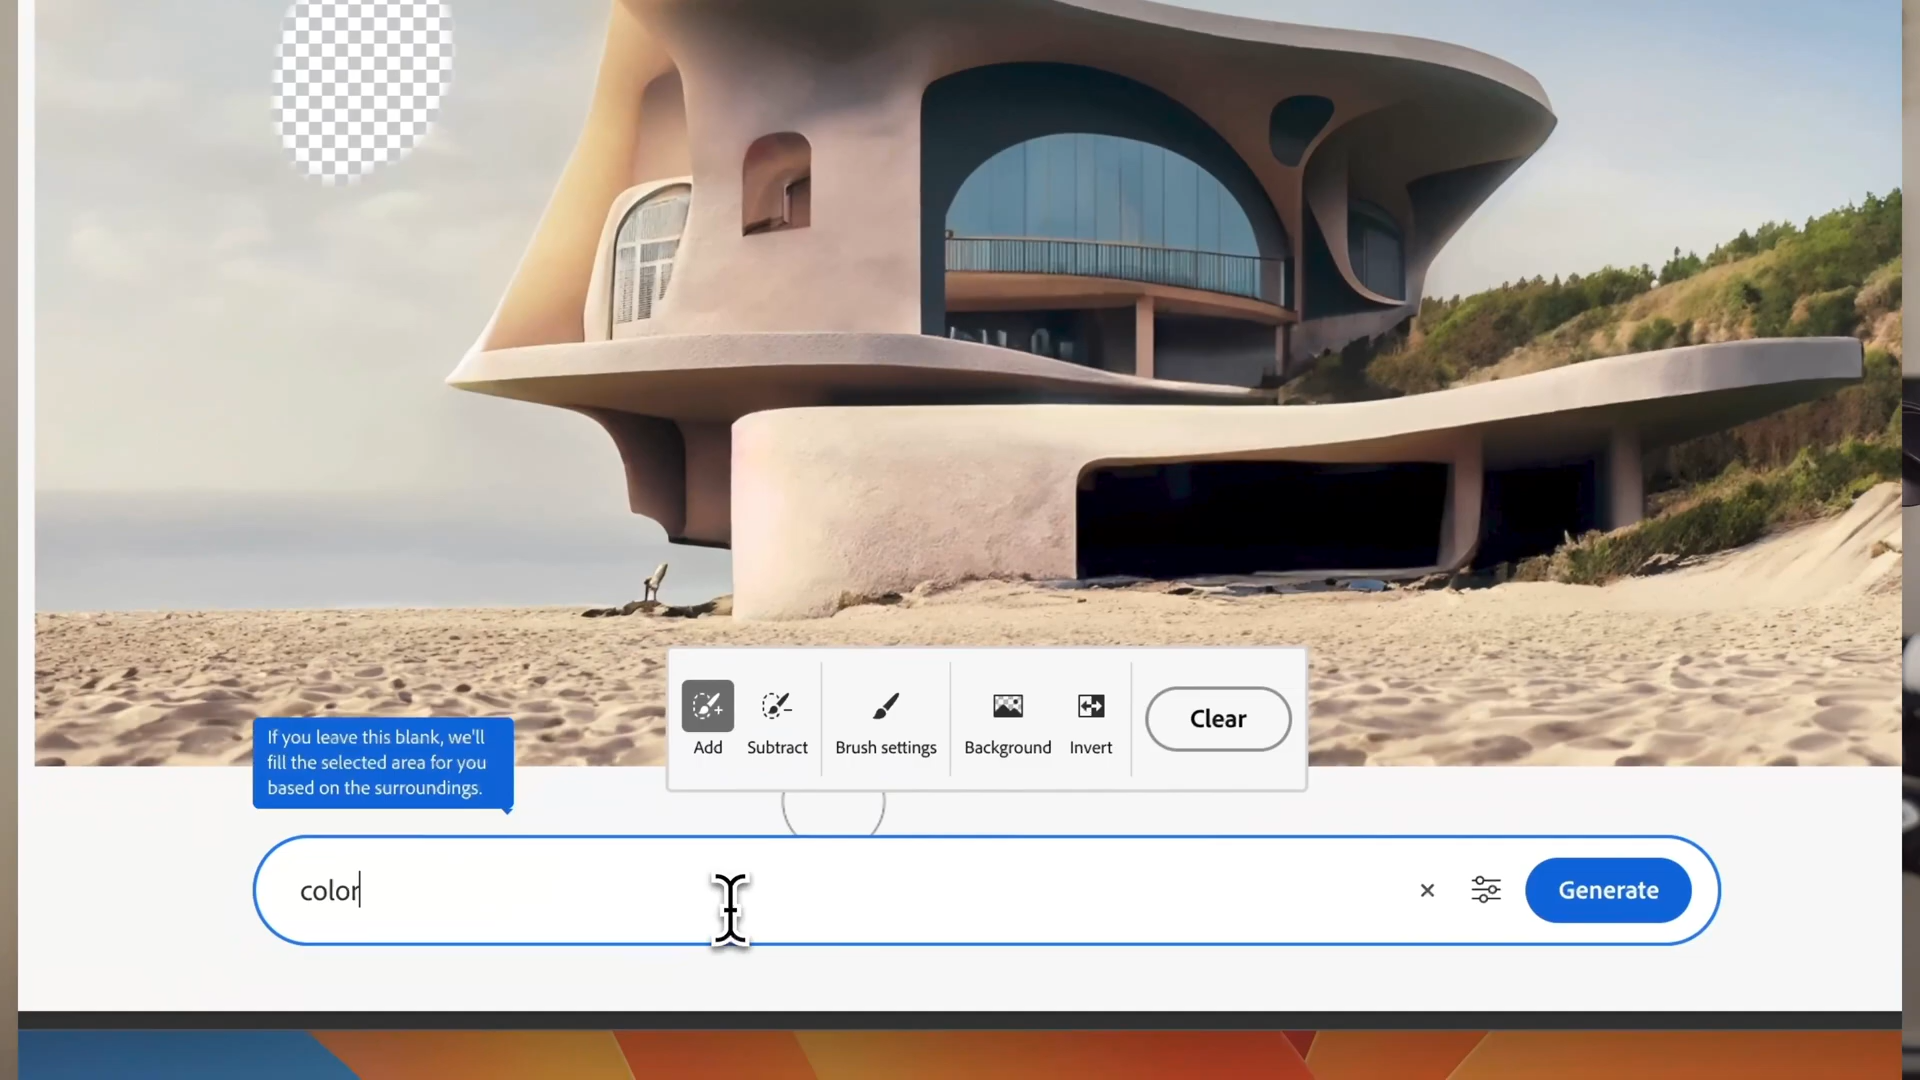 Add
Subtract
Brush settings
Background
Invert
Clear
If you leave this blank, we'll
fill the selected area for you
based on the surroundings.
color
Generate